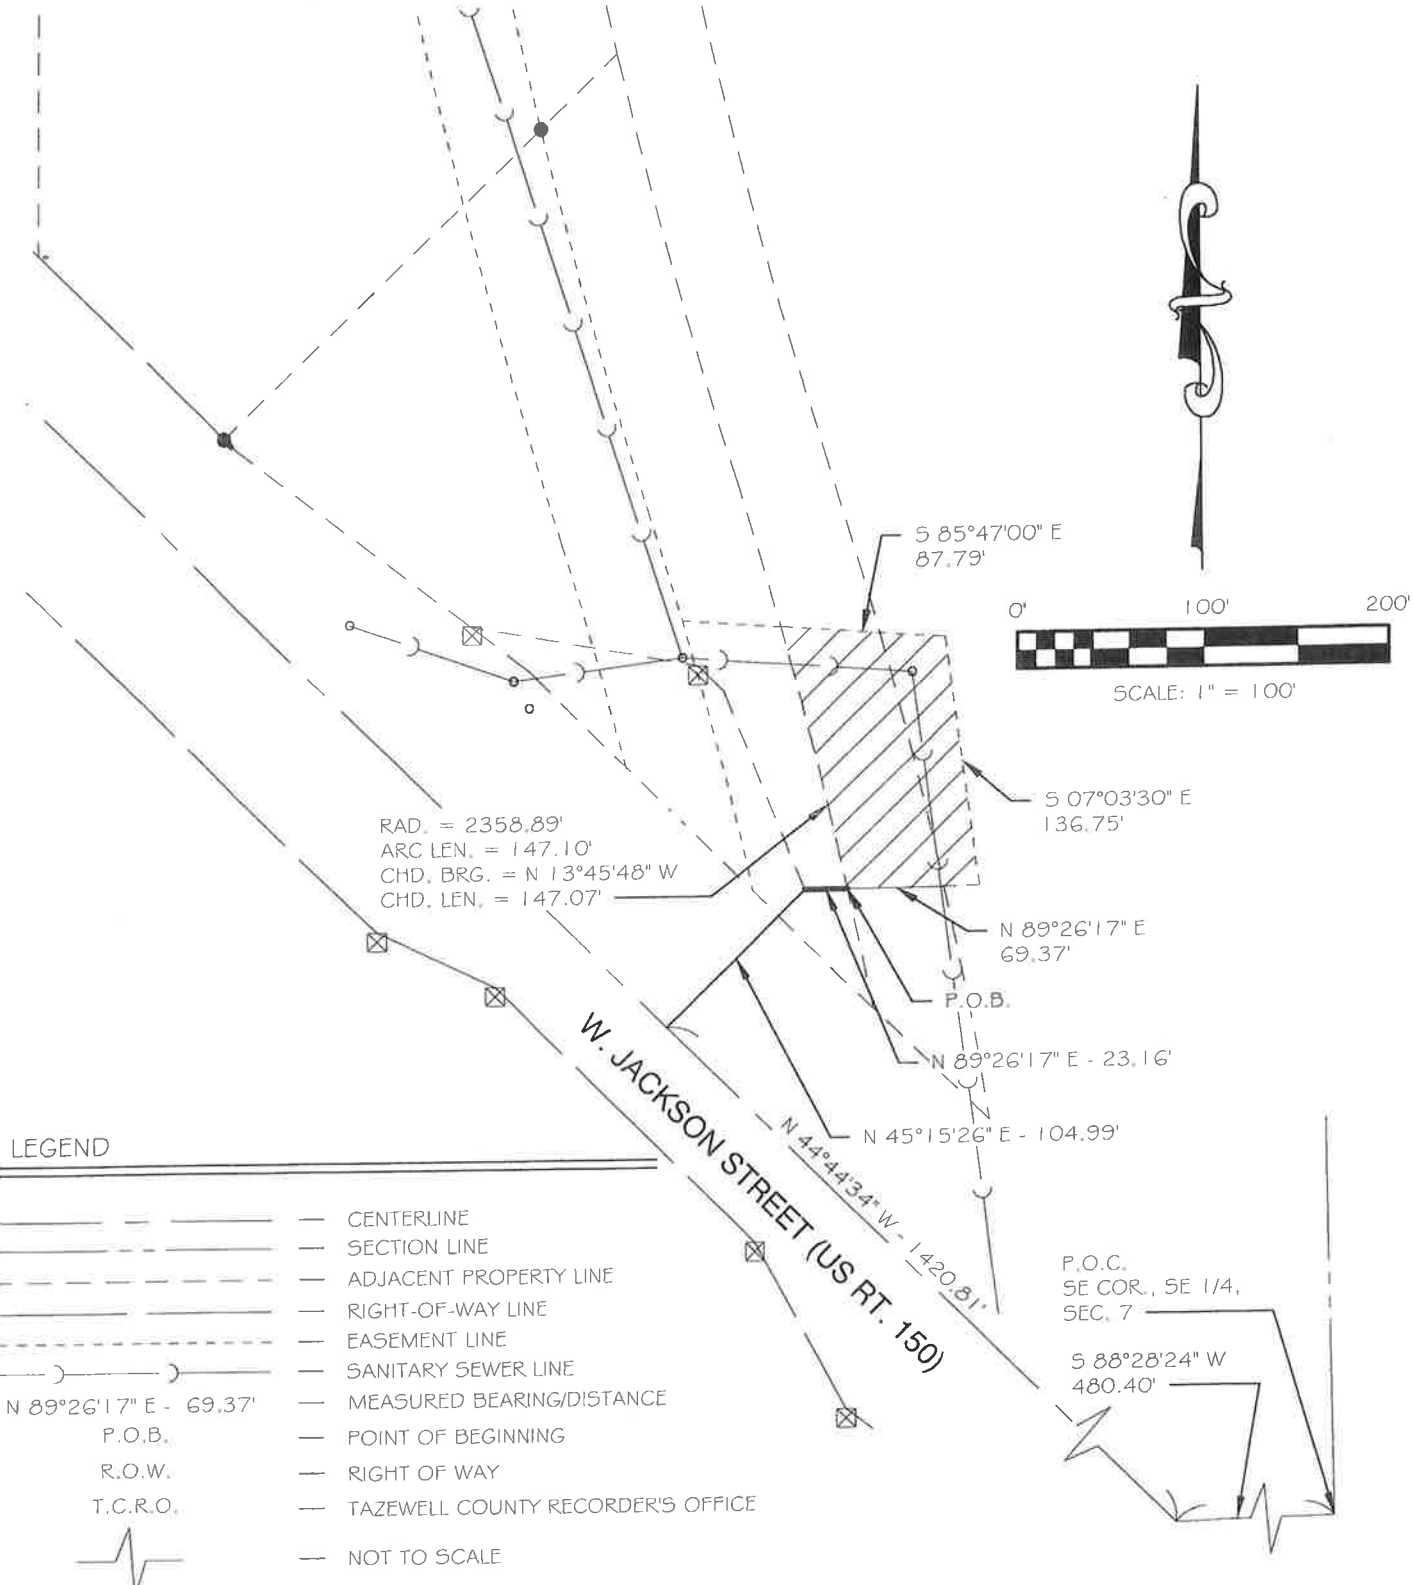 S 85°47'00" E
87.79'
0' 100' 200'
SCALE: 1" = 100'
S 07°03'30" E
136.75'
RAD. = 2358.89'
ARC LEN. = 147.10'
CHD. BRG. = N 13°45'48" W
CHD. LEN. = 147.07'
N 89°26'17" E
69.37'
P.O.B.
N 89°26'17" E - 23.16'
N 45°15'26" E - 104.99'
N 44°44'34" W - 1420.81'
W. JACKSON STREET (US RT. 150)
P.O.C.
SE COR., SE 1/4,
SEC. 7
S 88°28'24" W
480.40'
LEGEND
— CENTERLINE
— SECTION LINE
— ADJACENT PROPERTY LINE
— RIGHT-OF-WAY LINE
— EASEMENT LINE
— SANITARY SEWER LINE
N 89°26'17" E - 69.37' — MEASURED BEARING/DISTANCE
P.O.B. — POINT OF BEGINNING
R.O.W. — RIGHT OF WAY
T.C.R.O. — TAZEWELL COUNTY RECORDER'S OFFICE
— NOT TO SCALE